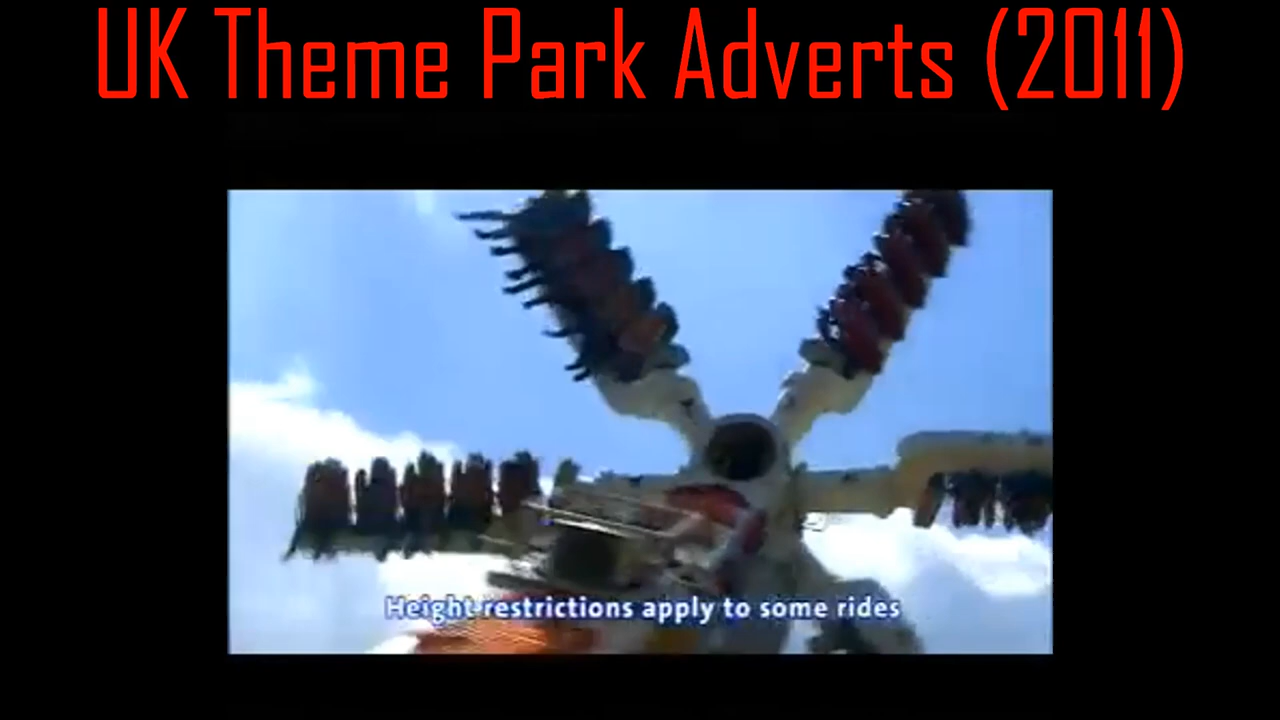 UK Theme Park Adverts (2011)
Height restrictions apply to some rides